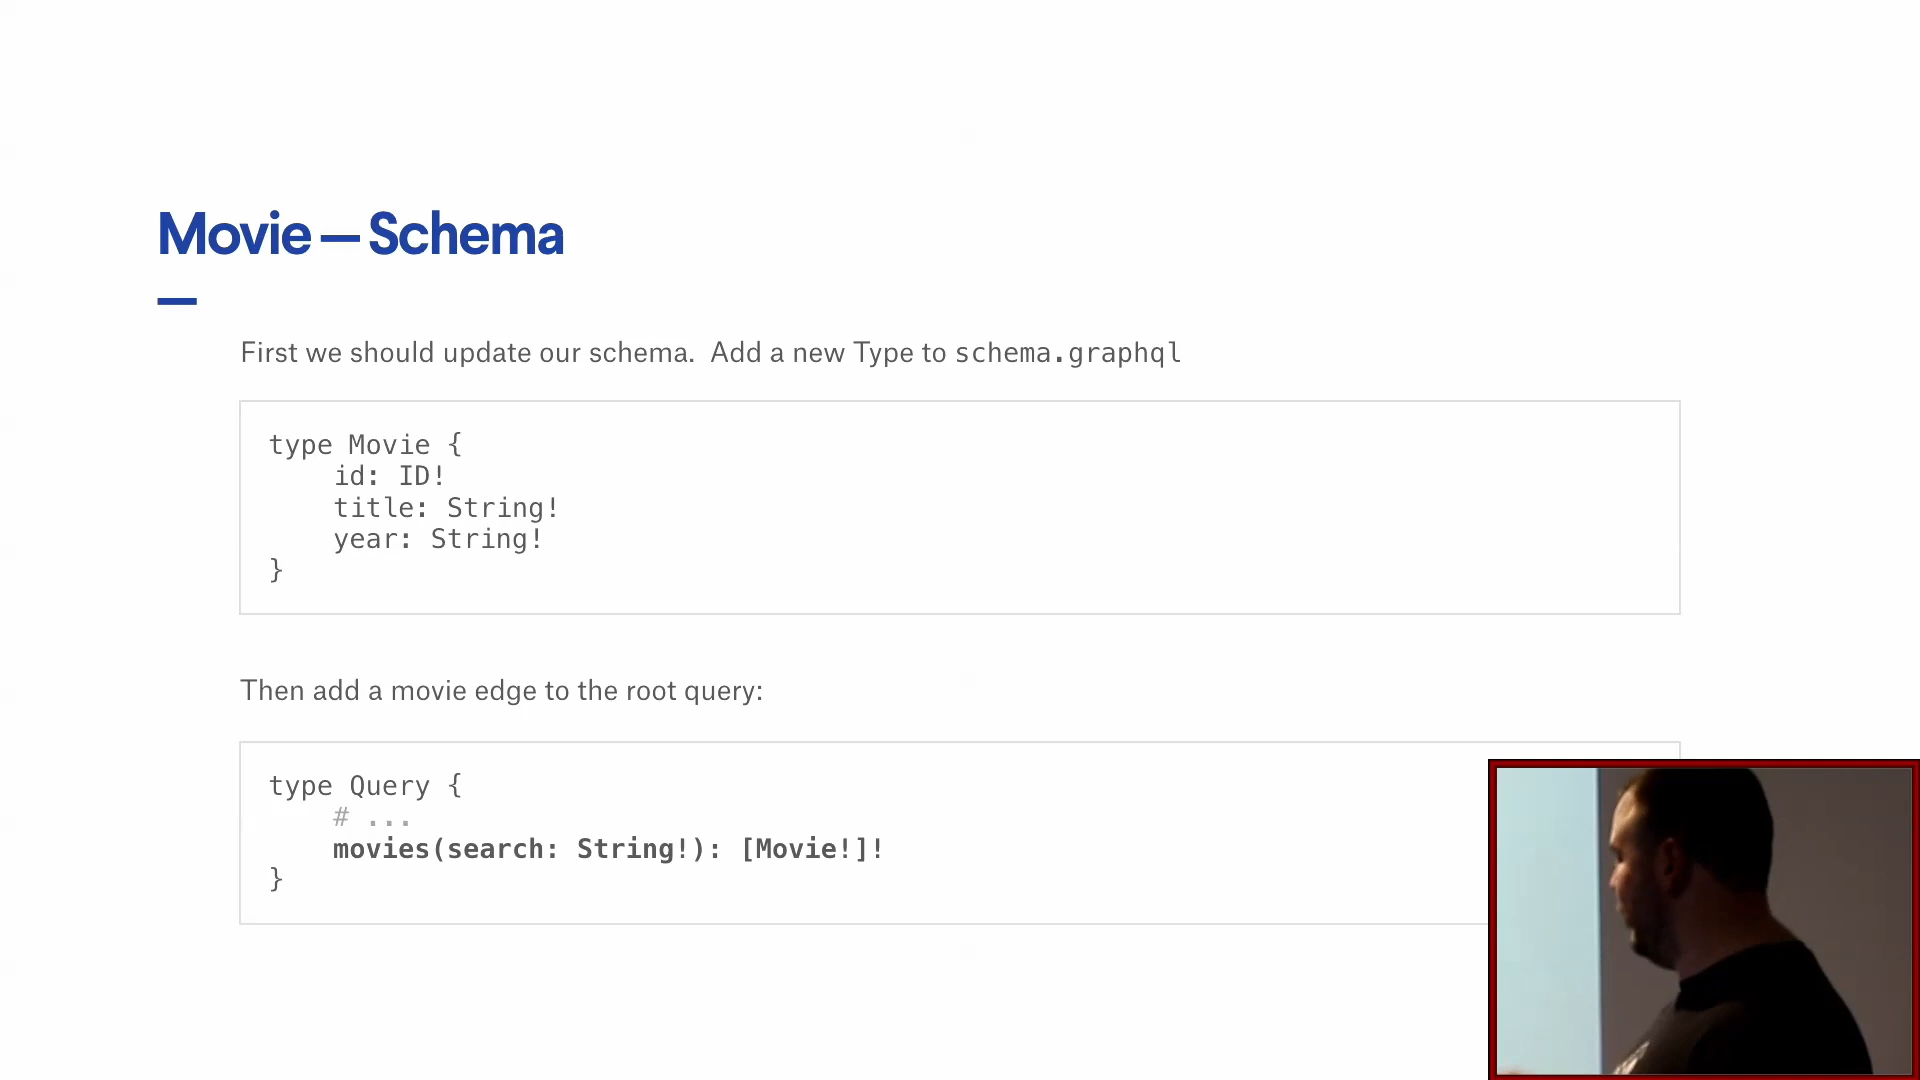 Movie — Schema
—
First we should update our schema.  Add a new Type to schema.graphql
type Movie {
    id: ID!
    title: String!
    year: String!
}
Then add a movie edge to the root query:
type Query {
    # ...
    movies(search: String!): [Movie!]!
}